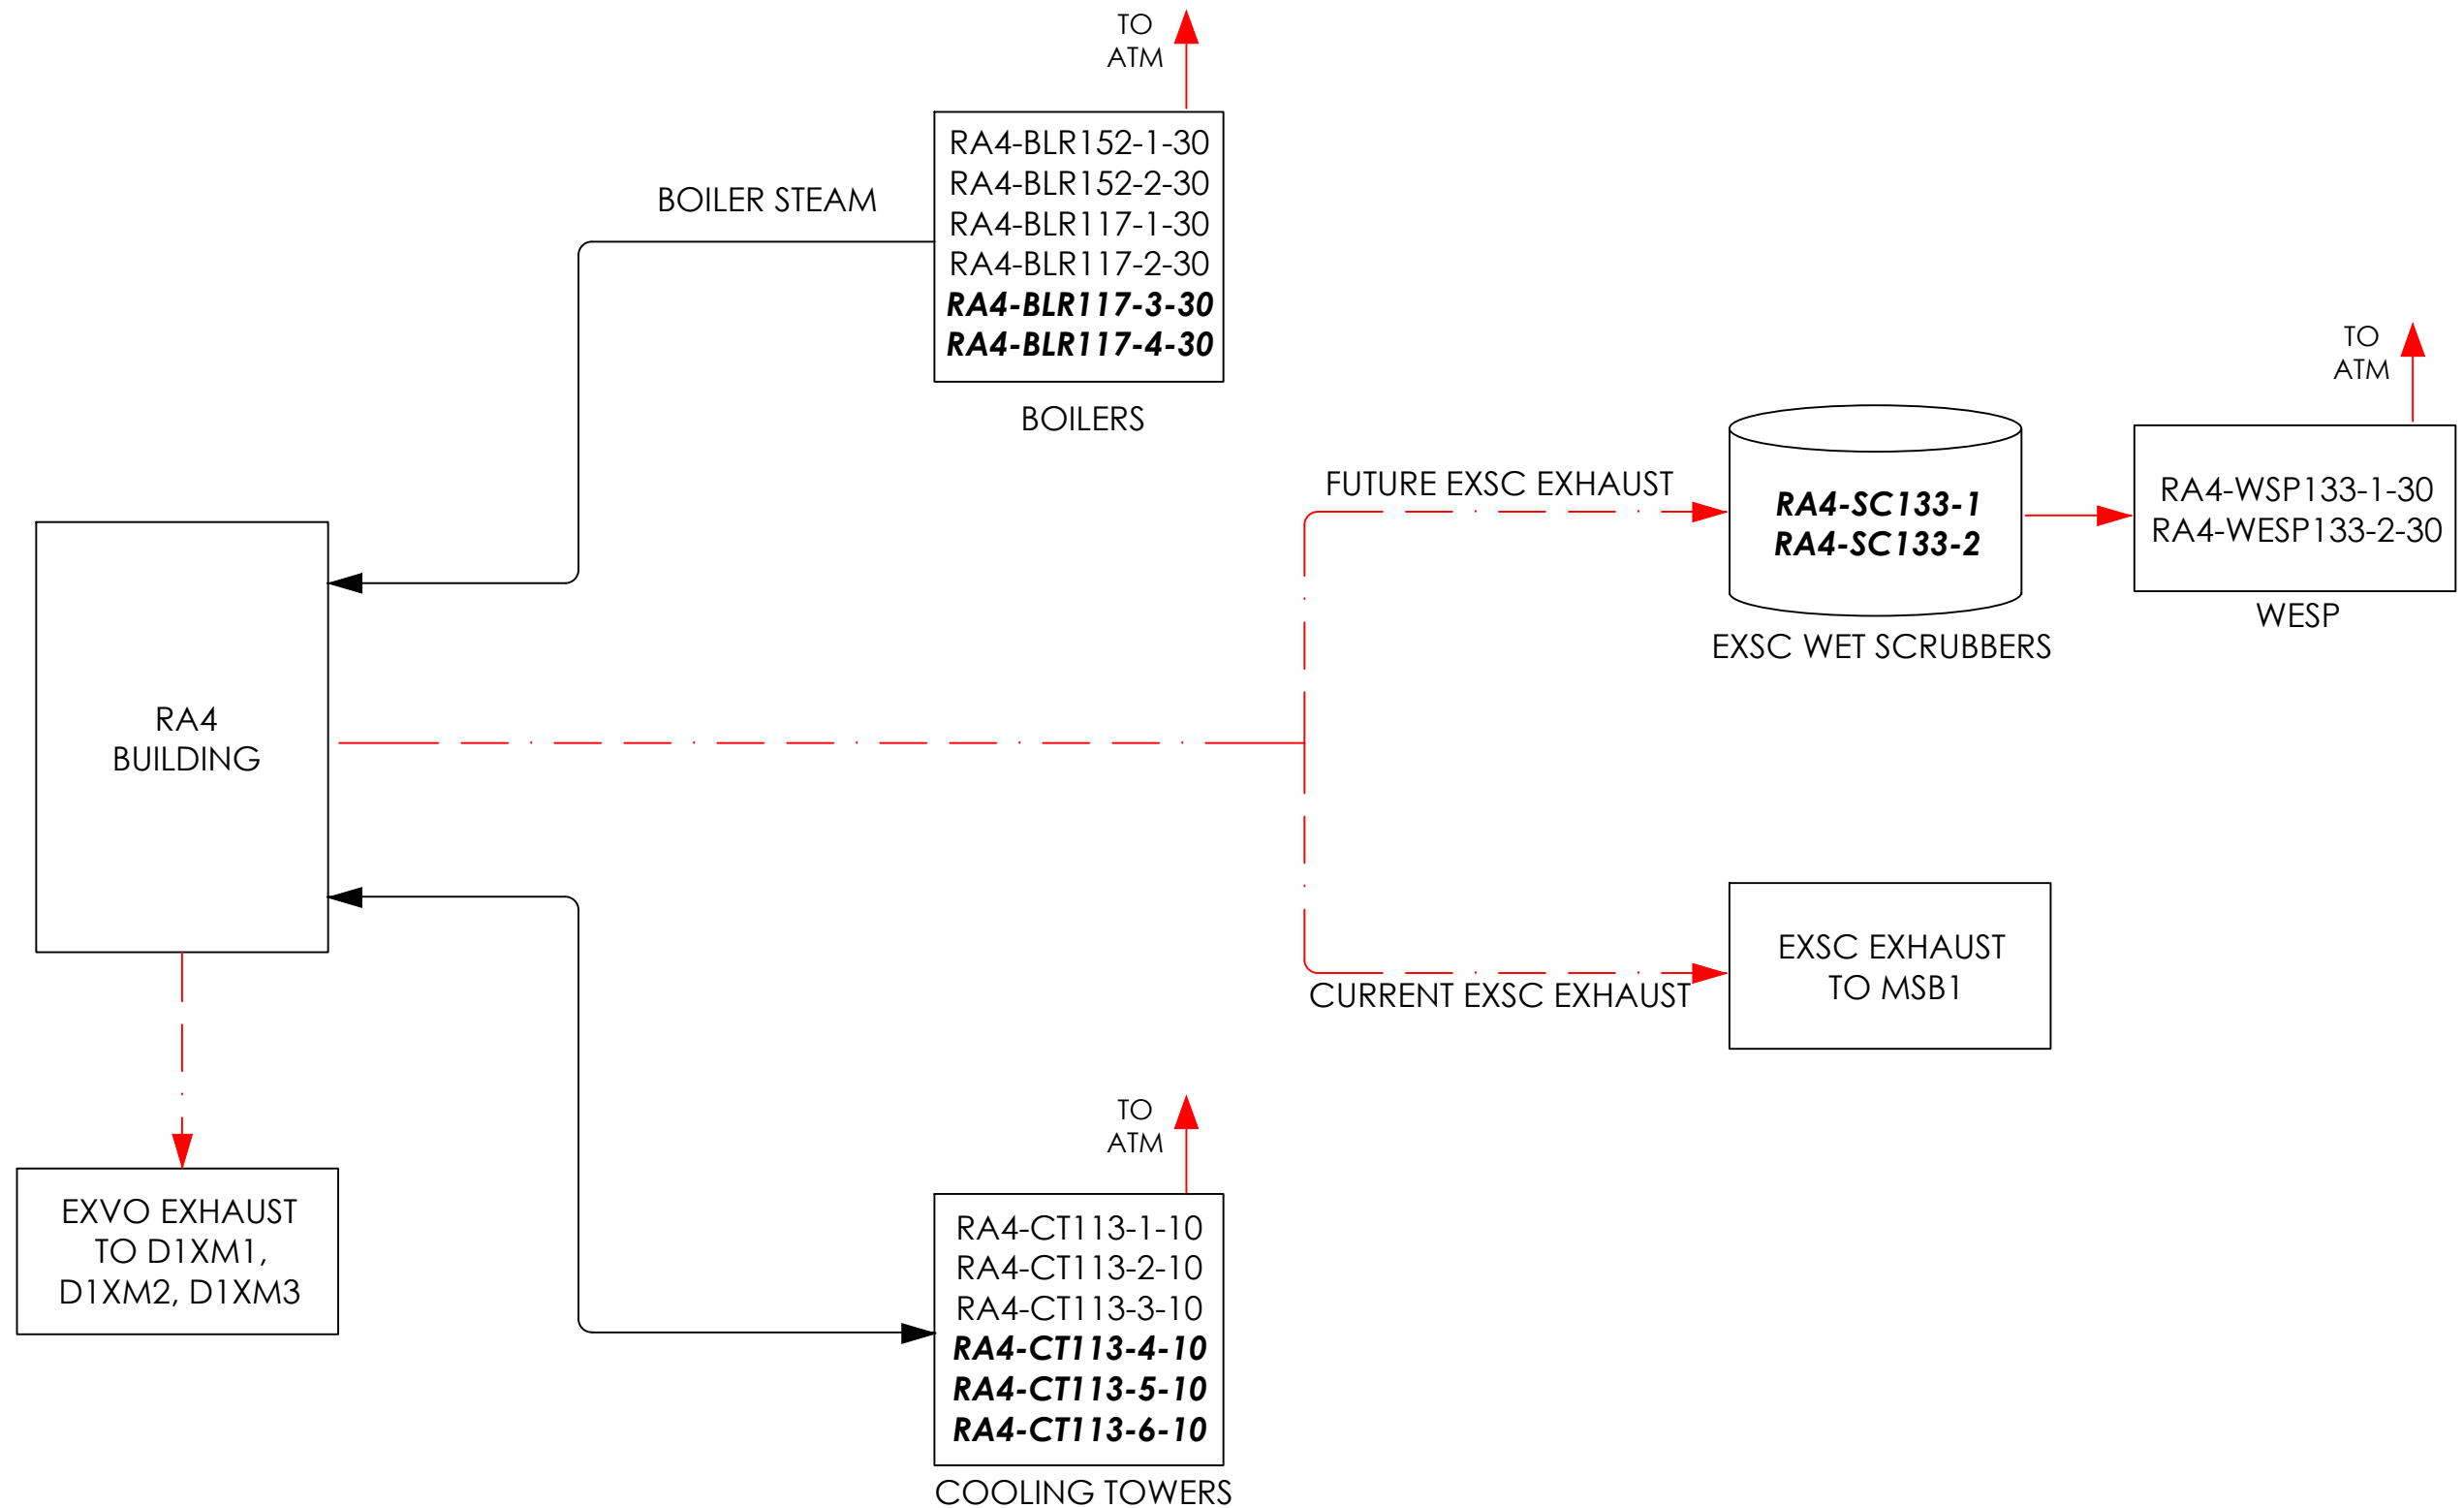 TO
ATM
RA4-BLR152-1-30
RA4-BLR152-2-30
RA4-BLR117-1-30
RA4-BLR117-2-30
RA4-BLR117-3-30
RA4-BLR117-4-30
BOILERS
BOILER STEAM
TO
ATM
FUTURE EXSC EXHAUST
RA4-SC133-1
RA4-SC133-2
EXSC WET SCRUBBERS
RA4-WSP133-1-30
RA4-WESP133-2-30
WESP
RA4
BUILDING
EXSC EXHAUST
TO MSB1
CURRENT EXSC EXHAUST
EXVO EXHAUST
TO D1XM1,
D1XM2, D1XM3
TO
ATM
RA4-CT113-1-10
RA4-CT113-2-10
RA4-CT113-3-10
RA4-CT113-4-10
RA4-CT113-5-10
RA4-CT113-6-10
COOLING TOWERS